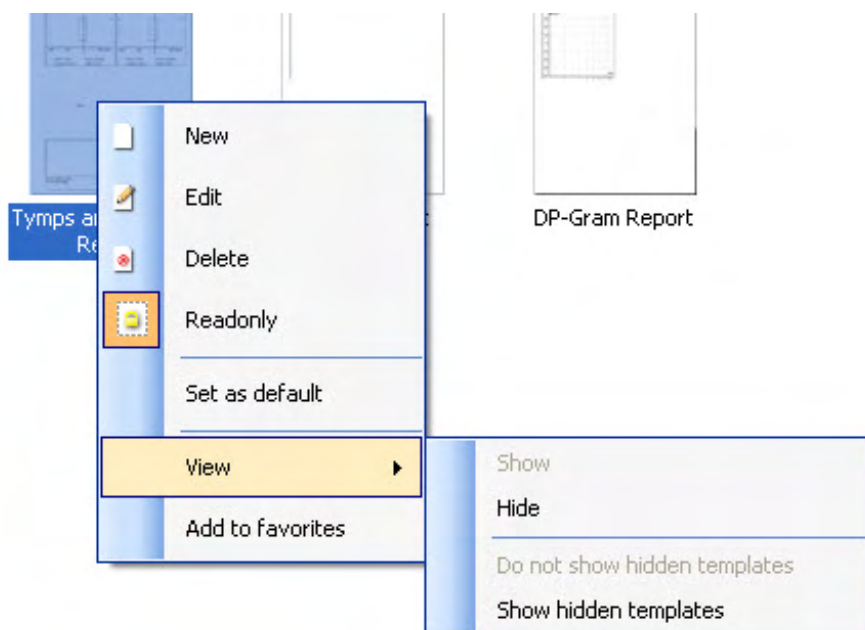 New
Edit
Tymps
DP-Gram Report
Delete
Readonly
Set as default
View
Show
Hide
Add to favorites
Do not show hidden templates
Show hidden templates